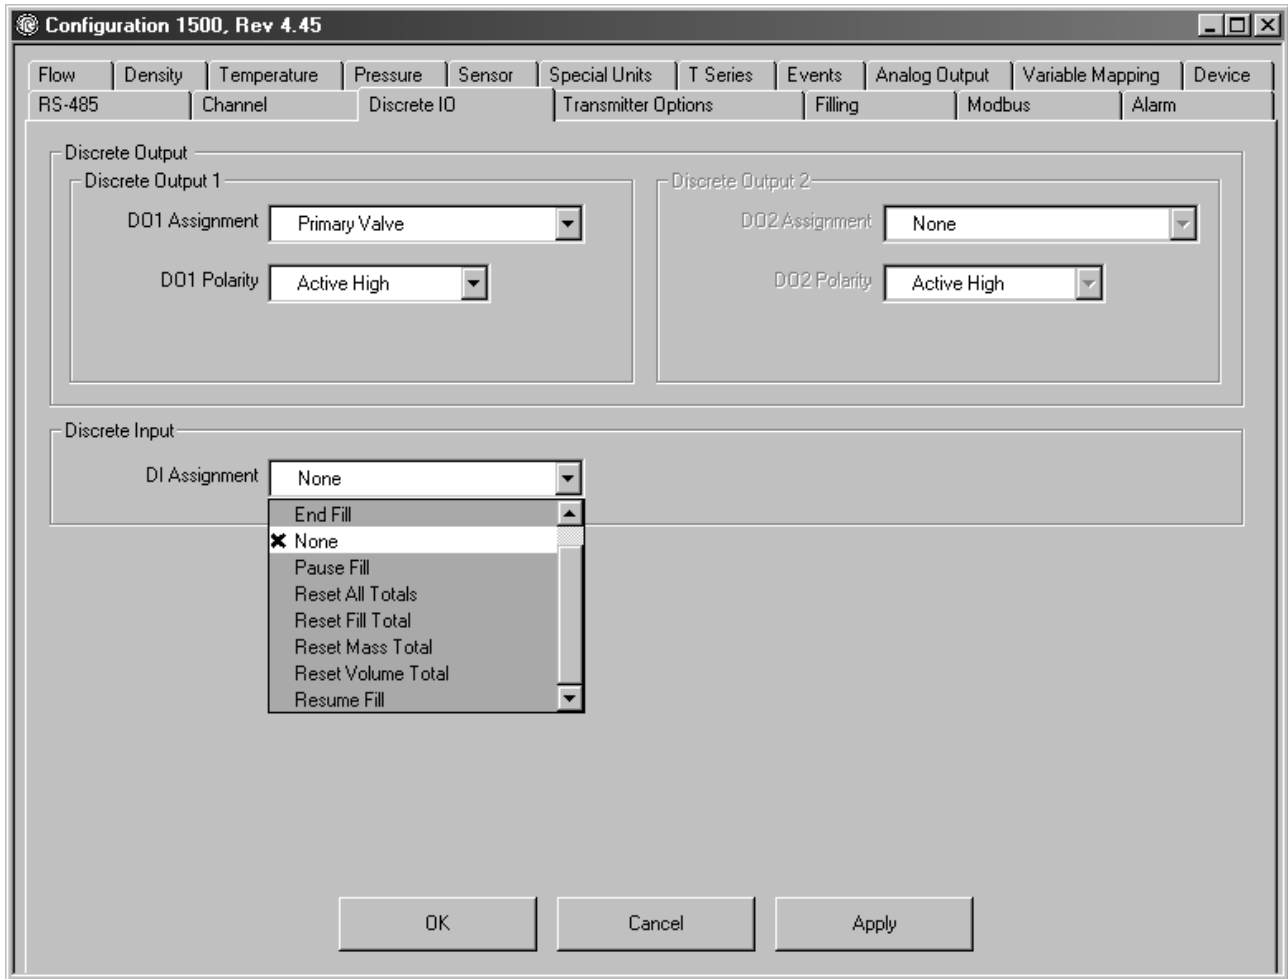 Configuration 1500, Rev 4.45
Flow Density Temperature Pressure Sensor Special Units T Series Events Analog Output Variable Mapping Device
RS-485 Channel Discrete IO Transmitter Options Filling Modbus Alarm
Discrete Output
Discrete Output 1 Discrete Output 2
DO1 Assignment Primary Valve DO2 Assignment None
DO1 Polarity Active High DO2 Polarity Active High
Discrete Input
DI Assignment None
End Fill
None
Pause Fill
Reset All Totals
Reset Fill Total
Reset Mass Total
Reset Volume Total
Resume Fill
OK Cancel Apply